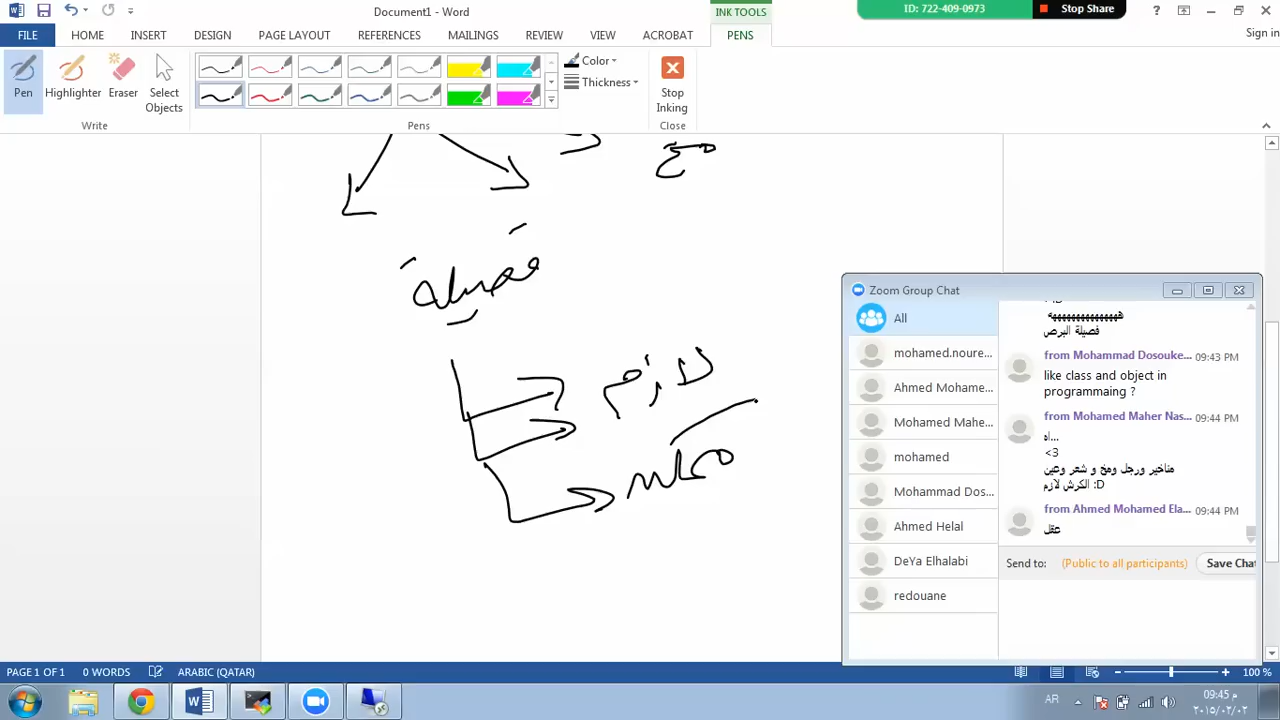 Document1 - Word
INK TOOLS
ID: 722-409-0973
Stop Share
?
FILE
HOME
INSERT
DESIGN
PAGE LAYOUT
REFERENCES
MAILINGS
REVIEW
VIEW
ACROBAT
PENS
Sign in
Pen
Highlighter
Eraser
Select Objects
Color
Thickness
Stop Inking
Write
Pens
Close
فصيلة
لازم
Zoom Group Chat
All
mohamed.noure...
Ahmed Mohame...
Mohamed Mahe...
mohamed
Mohammad Dos...
Ahmed Helal
DeYa Elhalabi
redouane
فصيلة البرص
from Mohammad Dosouke... 09:43 PM
like class and object in
programmaing ?
from Mohamed Maher Nas... 09:44 PM
اه...
<3
مناخير ورجل ومخ و شعر وعين
الكرش لازم :D
from Ahmed Mohamed Ela... 09:44 PM
عقل
Send to: (Public to all participants) Save Chat
PAGE 1 OF 1
0 WORDS
ARABIC (QATAR)
100 %
AR
09:45 م
٢٠١٥/٠٢/٠٢